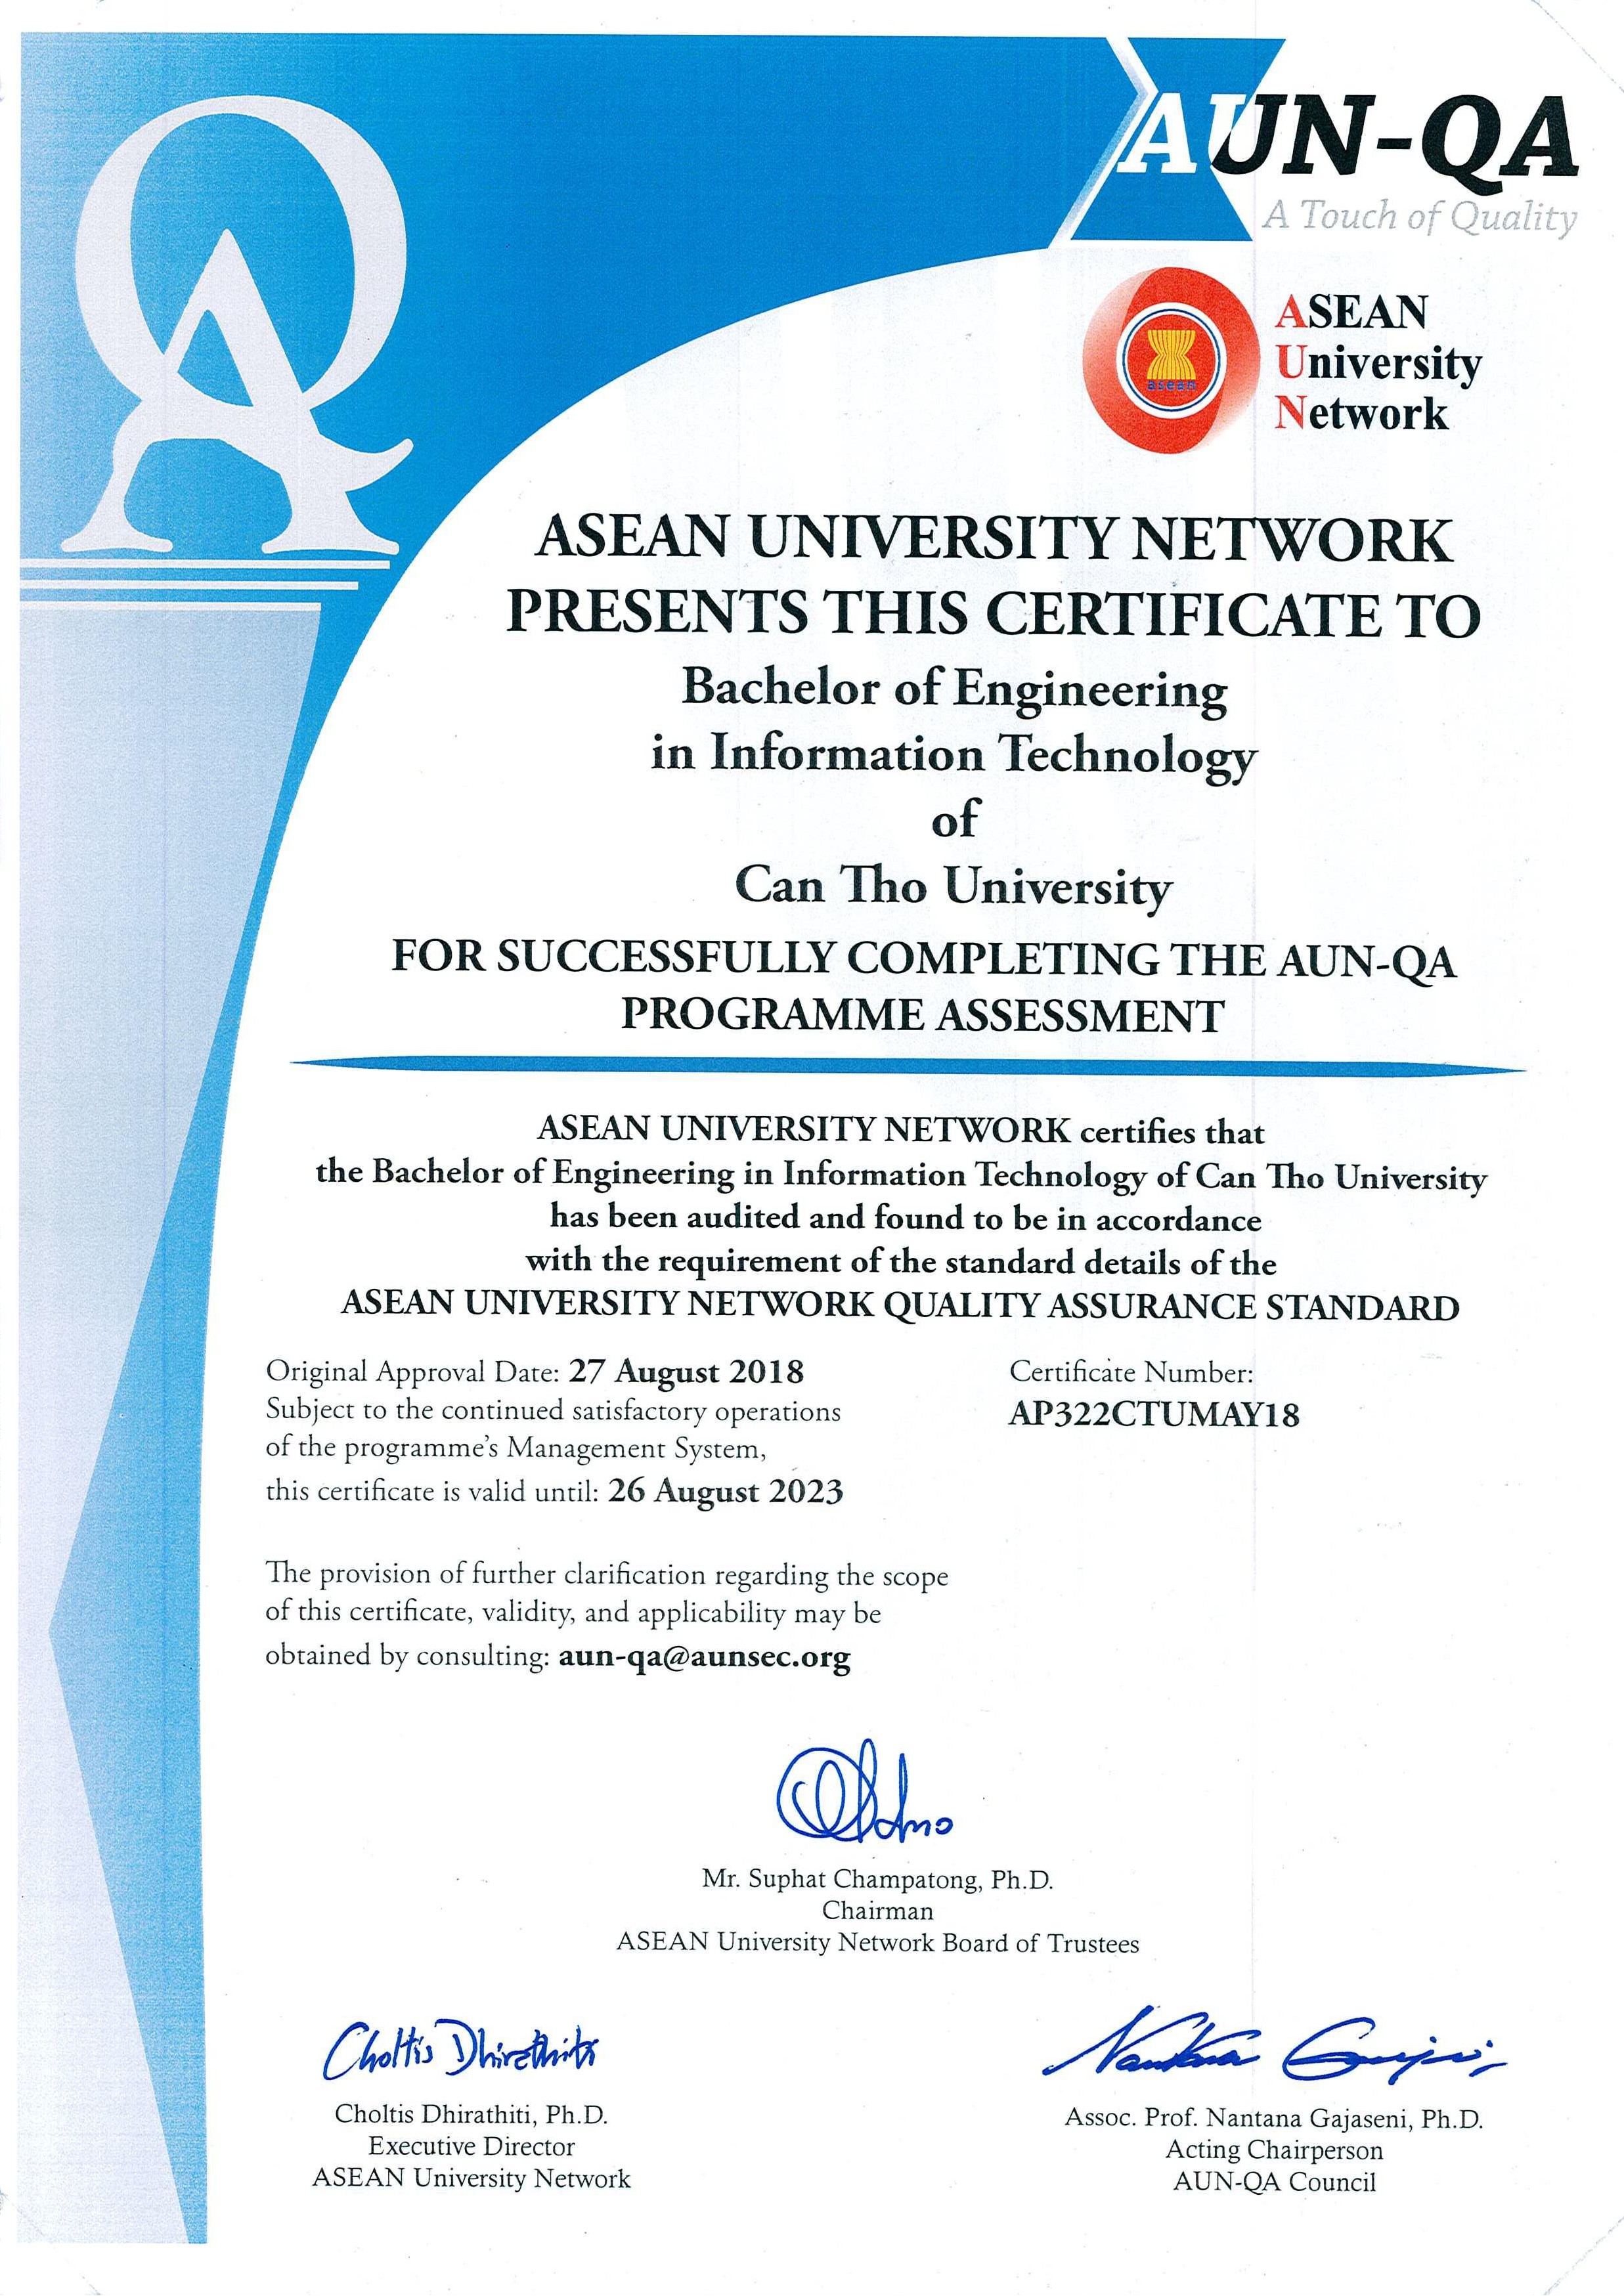 AUN-QA
A Touch of Quality
QA
asean
ASEAN
University
Network
ASEAN UNIVERSITY NETWORK
PRESENTS THIS CERTIFICATE TO
Bachelor of Engineering
in Information Technology
of
Can Tho University
FOR SUCCESSFULLY COMPLETING THE AUN-QA
PROGRAMME ASSESSMENT
ASEAN UNIVERSITY NETWORK certifies that
the Bachelor of Engineering in Information Technology of Can Tho University
has been audited and found to be in accordance
with the requirement of the standard details of the
ASEAN UNIVERSITY NETWORK QUALITY ASSURANCE STANDARD
Original Approval Date: 27 August 2018
Subject to the continued satisfactory operations
of the programme's Management System,
this certificate is valid until: 26 August 2023
Certificate Number:
AP322CTUMAY18
The provision of further clarification regarding the scope
of this certificate, validity, and applicability may be
obtained by consulting: aun-qa@aunsec.org
Mr. Suphat Champatong, Ph.D.
Chairman
ASEAN University Network Board of Trustees
Choltis Dhirathiti
Choltis Dhirathiti, Ph.D.
Executive Director
ASEAN University Network
Assoc. Prof. Nantana Gajaseni, Ph.D.
Acting Chairperson
AUN-QA Council